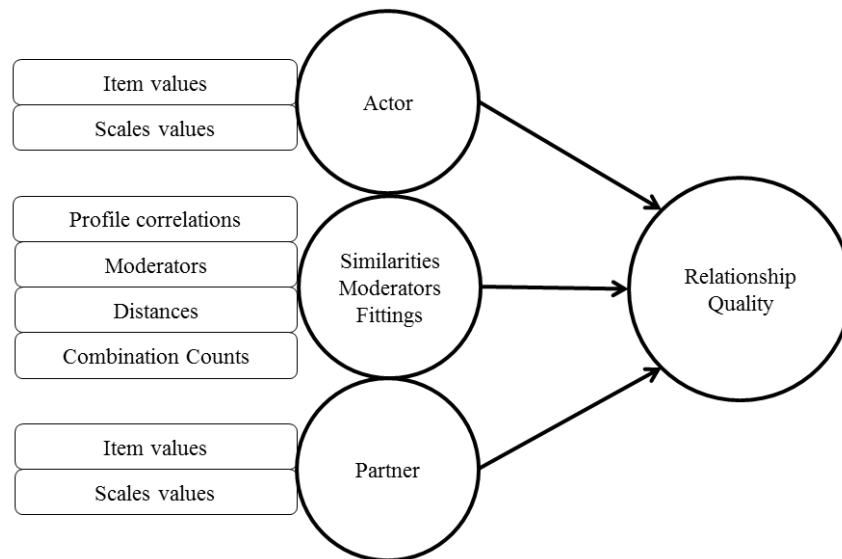 Item values
Scales values
Actor
Profile correlations
Moderators
Distances
Combination Counts
Similarities
Moderators
Fittings
Relationship
Quality
Item values
Scales values
Partner